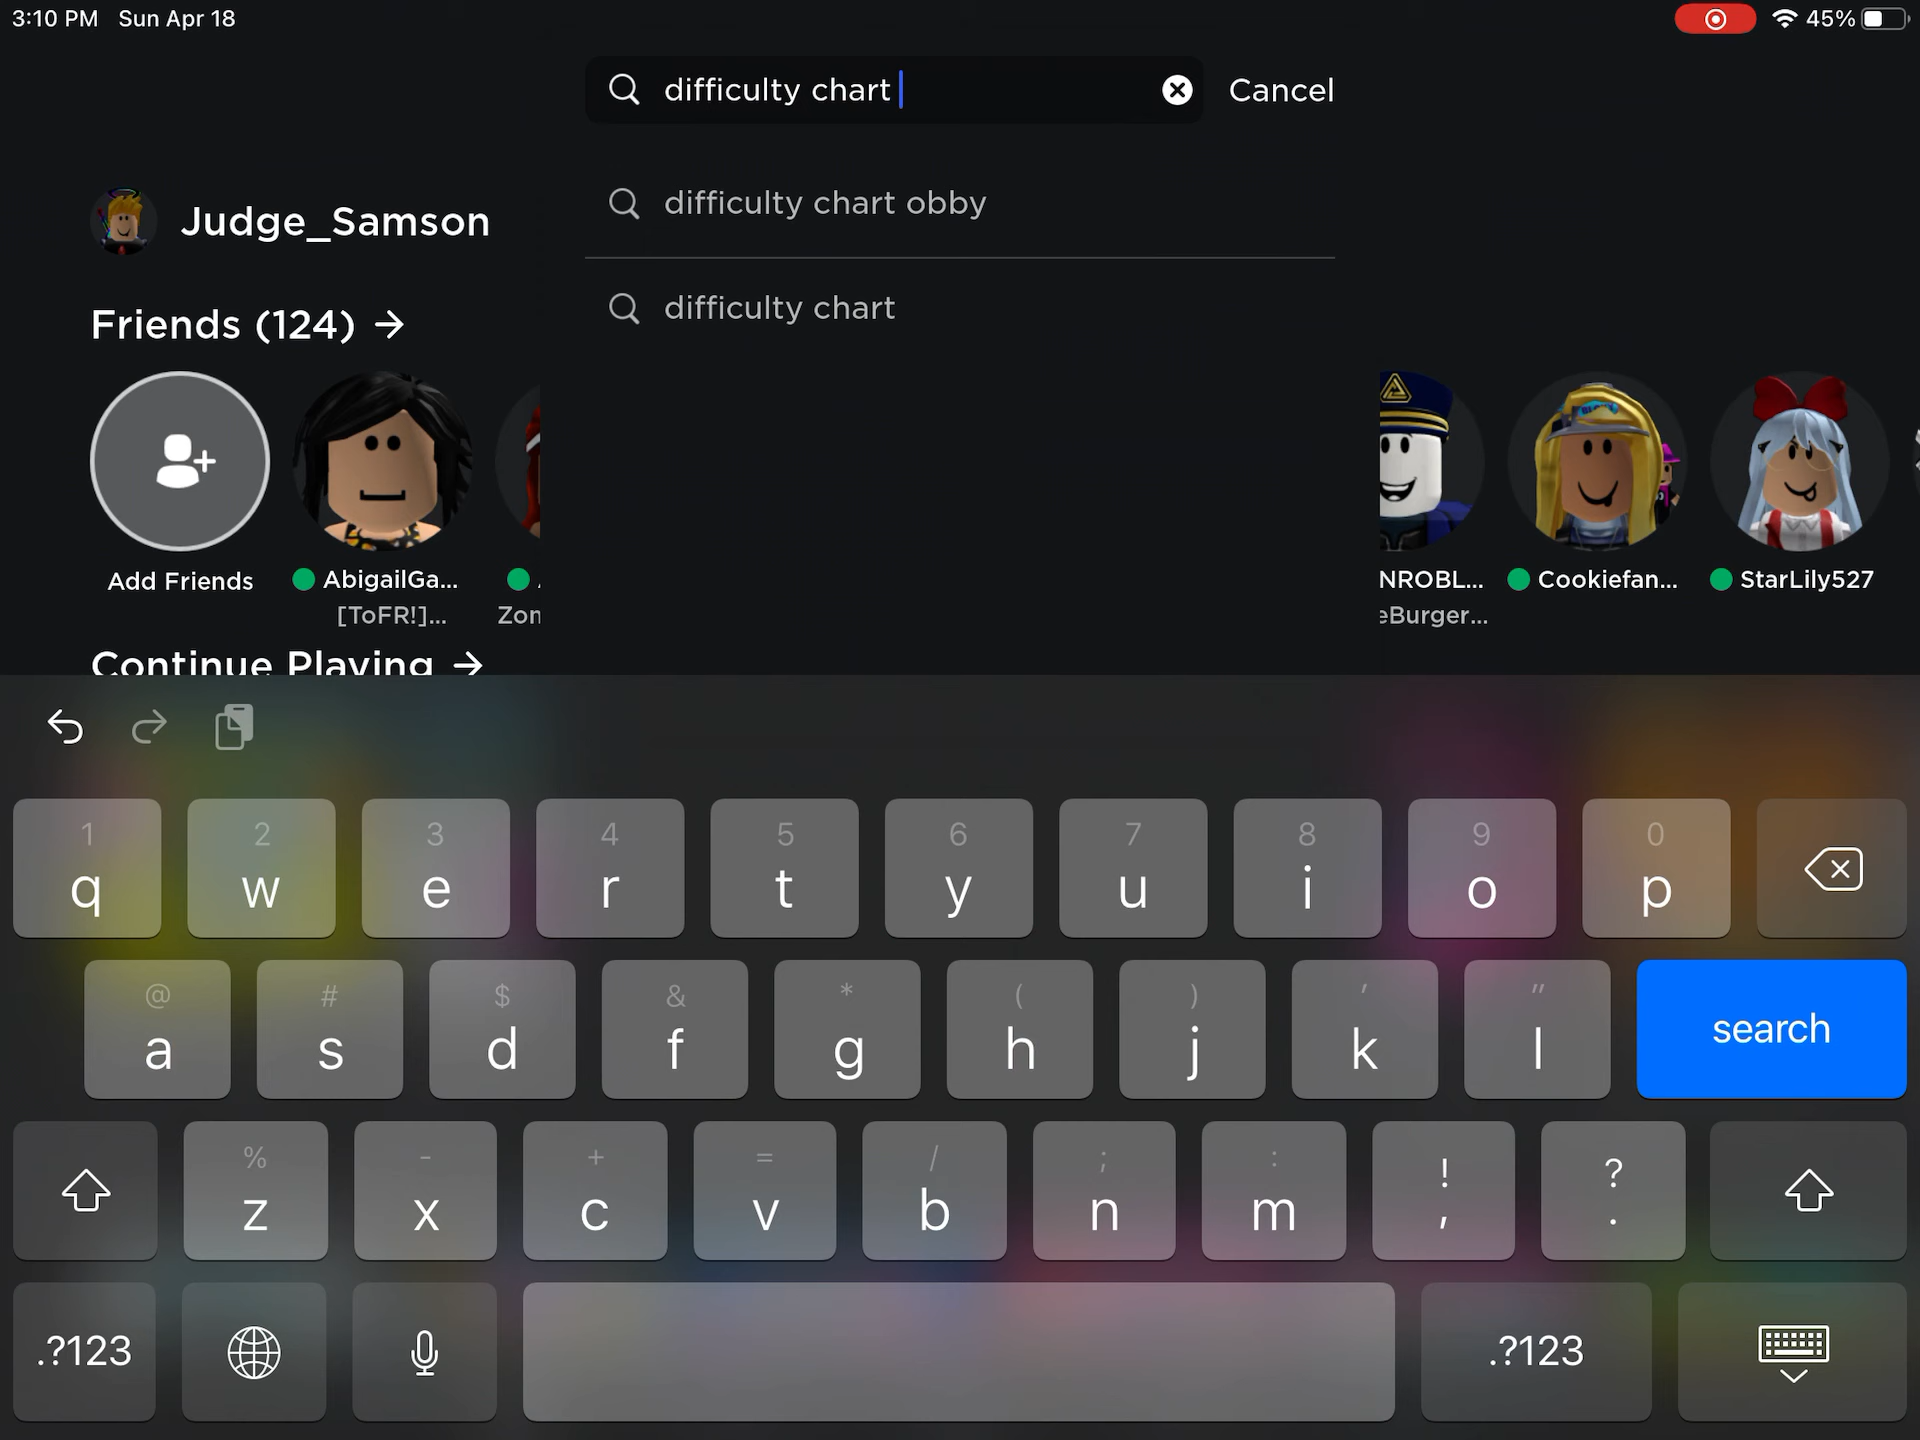 3:10 PM Sun Apr 18
45%
difficulty chart
Cancel
difficulty chart obby
difficulty chart
Judge_Samson
Friends (124) →
Add Friends
AbigailGa...
[ToFR!]...
Zon
NROBL...
eBurger...
Cookiefan...
StarLily527
Continue Playing →
1 2 3 4 5 6 7 8 9 0
q w e r t y u i o p
@ # $ & * ( ) ' "
a s d f g h j k l search
% - + = / ; : ! ?
z x c v b n m , .
.?123 .?123